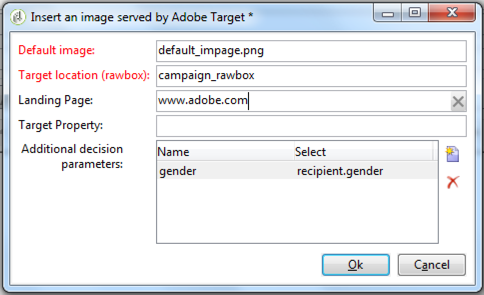 Insert an image served by Adobe Target *
Default image: default_impage.png
Target location (rawbox): campaign_rawbox
Landing Page: www.adobe.com
Target Property:
Additional decision
parameters:
Name Select
gender recipient.gender
Ok Cancel